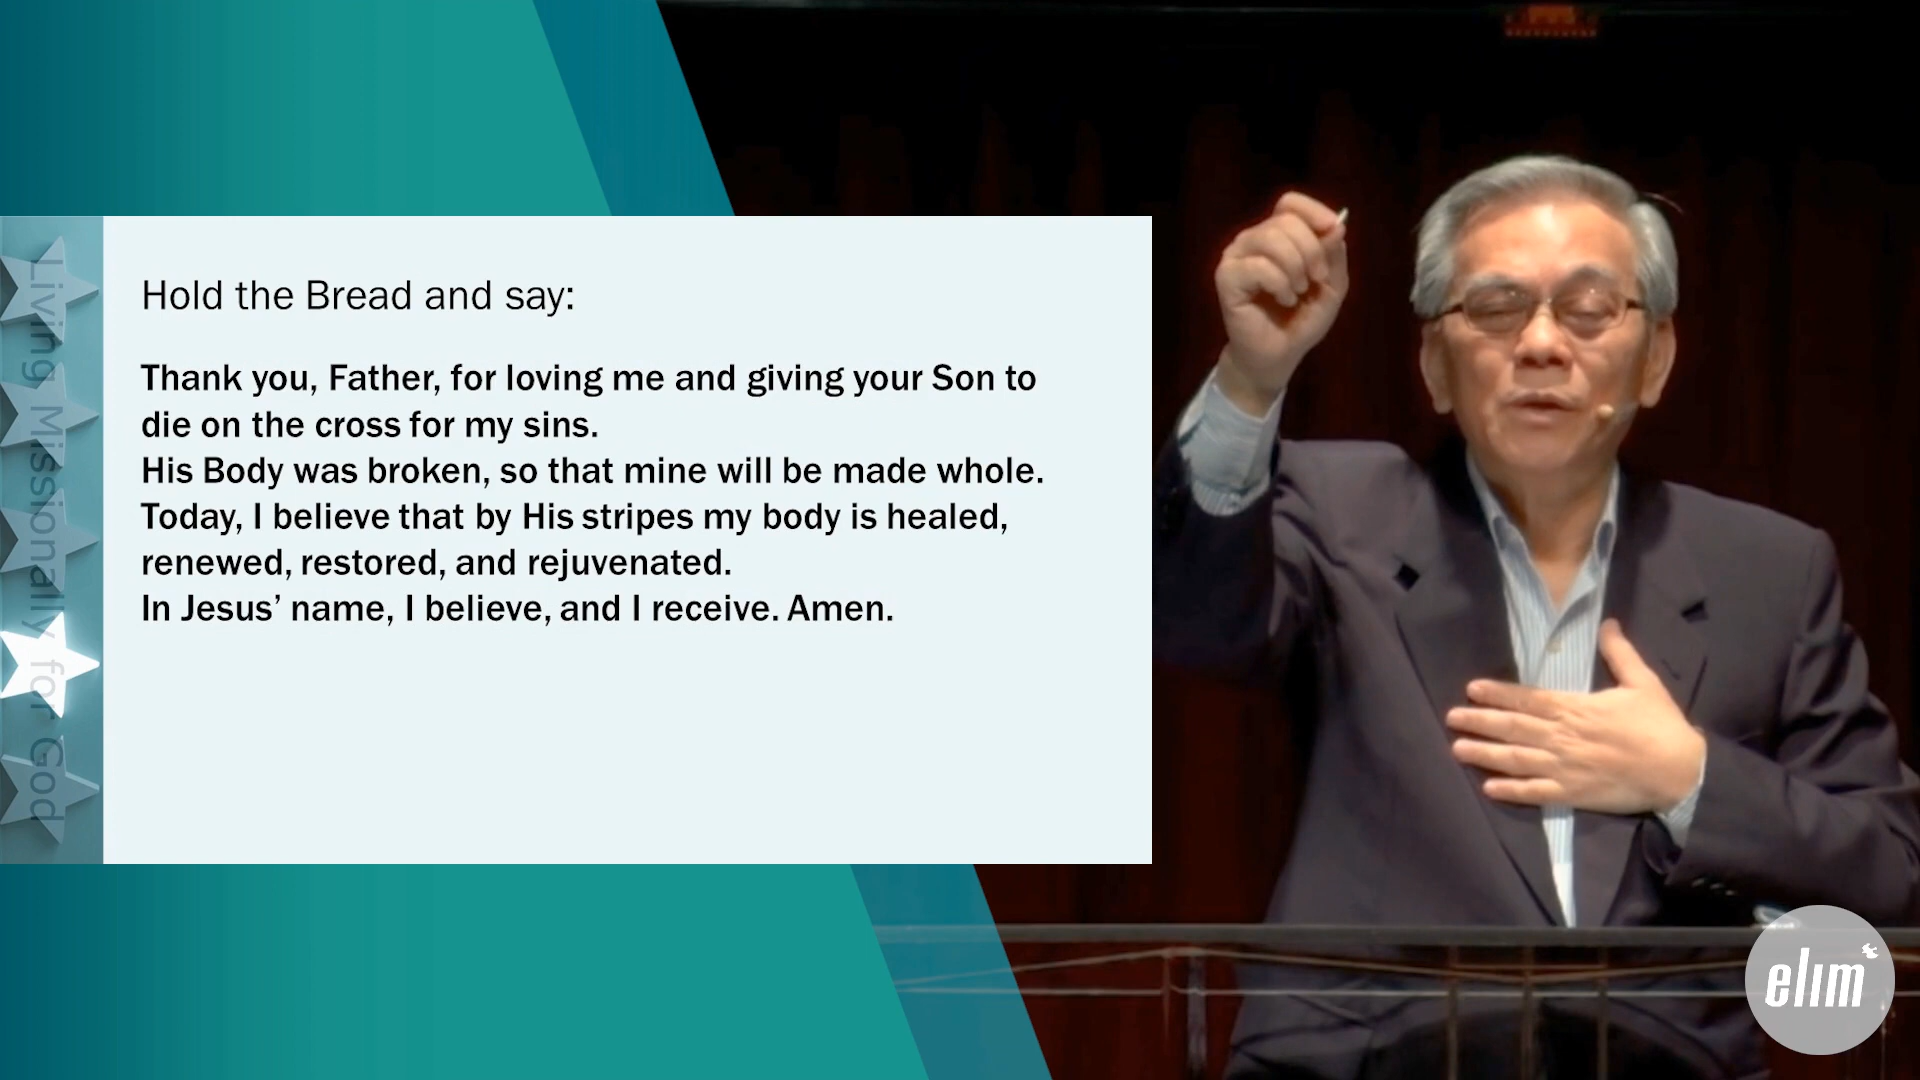 Hold the Bread and say:
Thank you, Father, for loving me and giving your Son to
die on the cross for my sins.
His Body was broken, so that mine will be made whole.
Today, I believe that by His stripes my body is healed,
renewed, restored, and rejuvenated.
In Jesus’ name, I believe, and I receive. Amen.
Living Missionally for God
elim